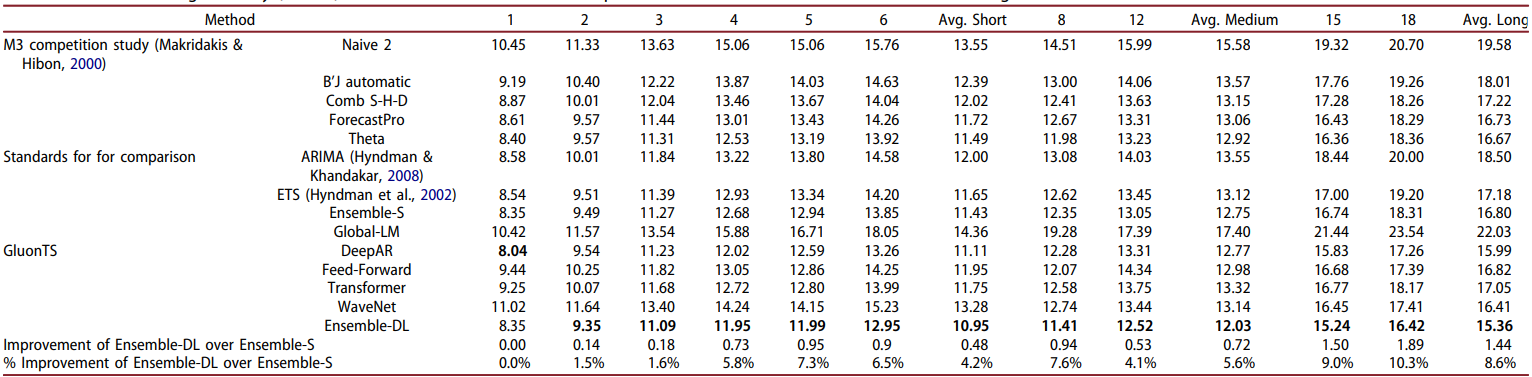 Method 1 2 3 4 5 6 Avg. Short 8 12 Avg. Medium 15 18 Avg. Long
M3 competition study (Makridakis & Naive 2 10.45 11.33 13.63 15.06 15.06 15.76 13.55 14.51 15.99 15.58 19.32 20.70 19.58
Hibon, 2000)
B'J automatic 9.19 10.40 12.22 13.87 14.03 14.63 12.39 13.00 14.06 13.57 17.76 19.26 18.01
Comb S-H-D 8.87 10.01 12.04 13.46 13.67 14.04 12.02 12.41 13.63 13.15 17.28 18.26 17.22
ForecastPro 8.61 9.57 11.44 13.01 13.43 14.26 11.72 12.67 13.31 13.06 16.43 18.29 16.73
Theta 8.40 9.57 11.31 12.53 13.19 13.92 11.49 11.98 13.23 12.92 16.36 18.36 16.67
Standards for for comparison ARIMA (Hyndman & 8.58 10.01 11.84 13.22 13.80 14.58 12.00 13.08 14.03 13.55 18.44 20.00 18.50
Khandakar, 2008)
ETS (Hyndman et al., 2002) 8.54 9.51 11.39 12.93 13.34 14.20 11.65 12.62 13.45 13.12 17.00 19.20 17.18
Ensemble-S 8.35 9.49 11.27 12.68 12.94 13.85 11.43 12.35 13.05 12.75 16.74 18.31 16.80
Global-LM 10.42 11.57 13.54 15.88 16.71 18.05 14.36 19.28 17.39 17.40 21.44 23.54 22.03
GluonTS DeepAR 8.04 9.54 11.23 12.02 12.59 13.26 11.11 12.28 13.31 12.77 15.83 17.26 15.99
Feed-Forward 9.44 10.25 11.82 13.05 12.86 14.25 11.95 12.07 14.34 12.98 16.68 17.39 16.82
Transformer 9.25 10.07 11.68 12.72 12.80 13.99 11.75 12.58 13.75 13.32 16.77 18.17 17.05
WaveNet 11.02 11.64 13.40 14.24 14.15 15.23 13.28 12.74 13.44 13.14 16.45 17.41 16.41
Ensemble-DL 8.35 9.35 11.09 11.95 11.99 12.95 10.95 11.41 12.52 12.03 15.24 16.42 15.36
Improvement of Ensemble-DL over Ensemble-S 0.00 0.14 0.18 0.73 0.95 0.9 0.48 0.94 0.53 0.72 1.50 1.89 1.44
% Improvement of Ensemble-DL over Ensemble-S 0.0% 1.5% 1.6% 5.8% 7.3% 6.5% 4.2% 7.6% 4.1% 5.6% 9.0% 10.3% 8.6%